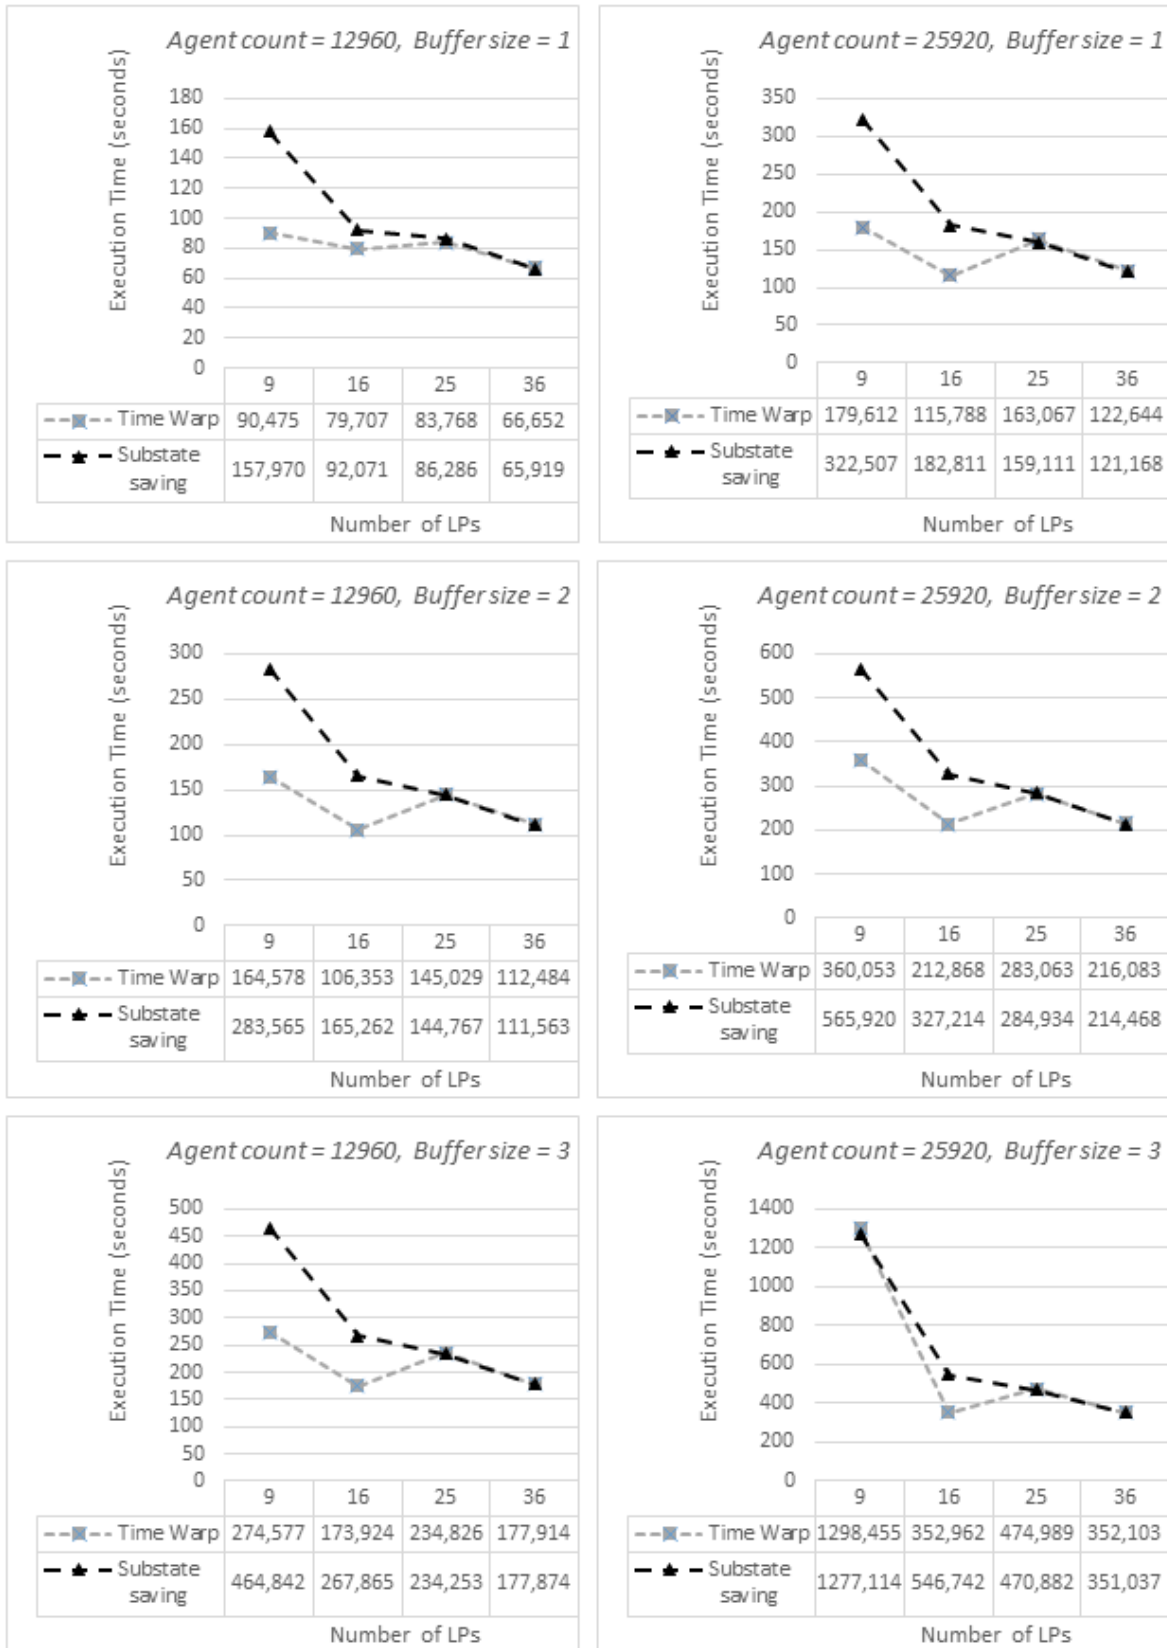 Agent count = 12960, Buffer size = 1
Execution Time (seconds)
180
160
140
120
100
80
60
40
20
0
9 16 25 36
Time Warp 90,475 79,707 83,768 66,652
Substate saving 157,970 92,071 86,286 65,919
Number of LPs
Agent count = 25920, Buffer size = 1
Execution Time (seconds)
350
300
250
200
150
100
50
0
9 16 25 36
Time Warp 179,612 115,788 163,067 122,644
Substate saving 322,507 182,811 159,111 121,168
Number of LPs
Agent count = 12960, Buffer size = 2
Execution Time (seconds)
300
250
200
150
100
50
0
9 16 25 36
Time Warp 164,578 106,353 145,029 112,484
Substate saving 283,565 165,262 144,767 111,563
Number of LPs
Agent count = 25920, Buffer size = 2
Execution Time (seconds)
600
500
400
300
200
100
0
9 16 25 36
Time Warp 360,053 212,868 283,063 216,083
Substate saving 565,920 327,214 284,934 214,468
Number of LPs
Agent count = 12960, Buffer size = 3
Execution Time (seconds)
500
450
400
350
300
250
200
150
100
50
0
9 16 25 36
Time Warp 274,577 173,924 234,826 177,914
Substate saving 464,842 267,865 234,253 177,874
Number of LPs
Agent count = 25920, Buffer size = 3
Execution Time (seconds)
1400
1200
1000
800
600
400
200
0
9 16 25 36
Time Warp 1298,455 352,962 474,989 352,103
Substate saving 1277,114 546,742 470,882 351,037
Number of LPs